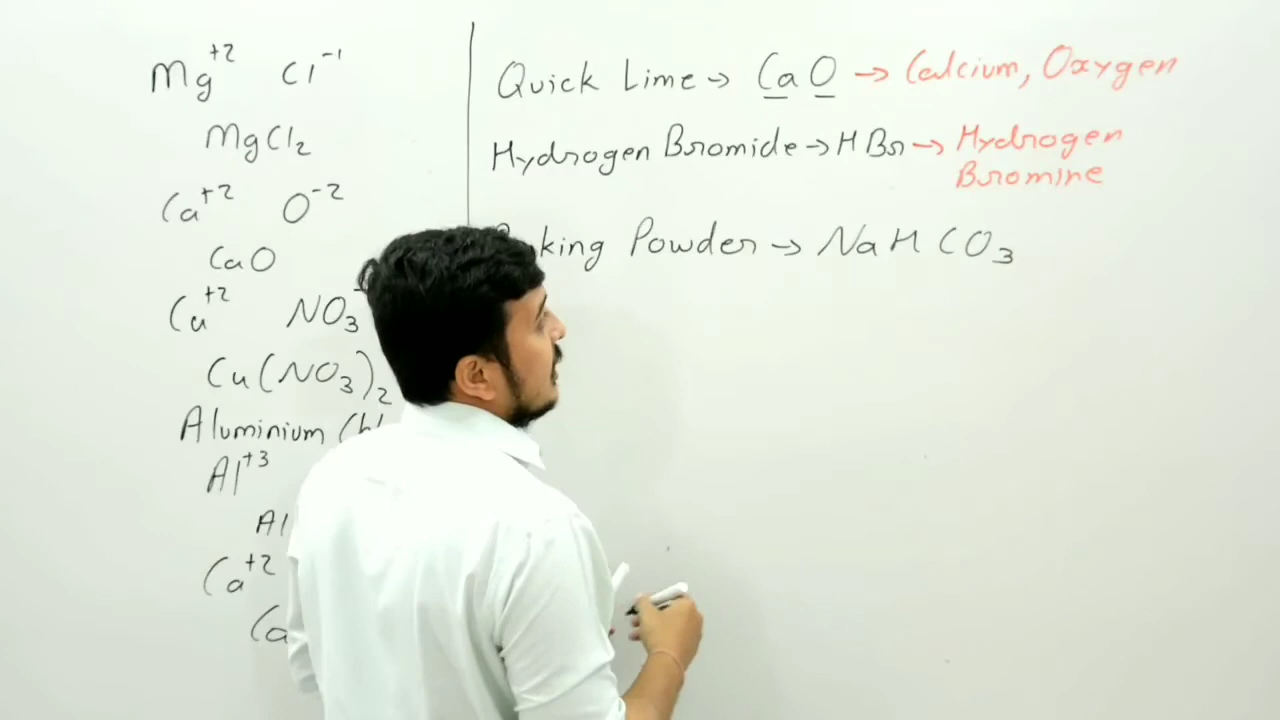 Mg+2 Cl-1
MgCl2
Ca+2 O-2
CaO
Cu+2 NO3
Cu(NO3)2
Aluminium
Al+3
Al
Ca+2
Ca
Quick Lime → CaO → Calcium, Oxygen
Hydrogen Bromide → HBr → Hydrogen
Bromine
Powder → NaHCO3